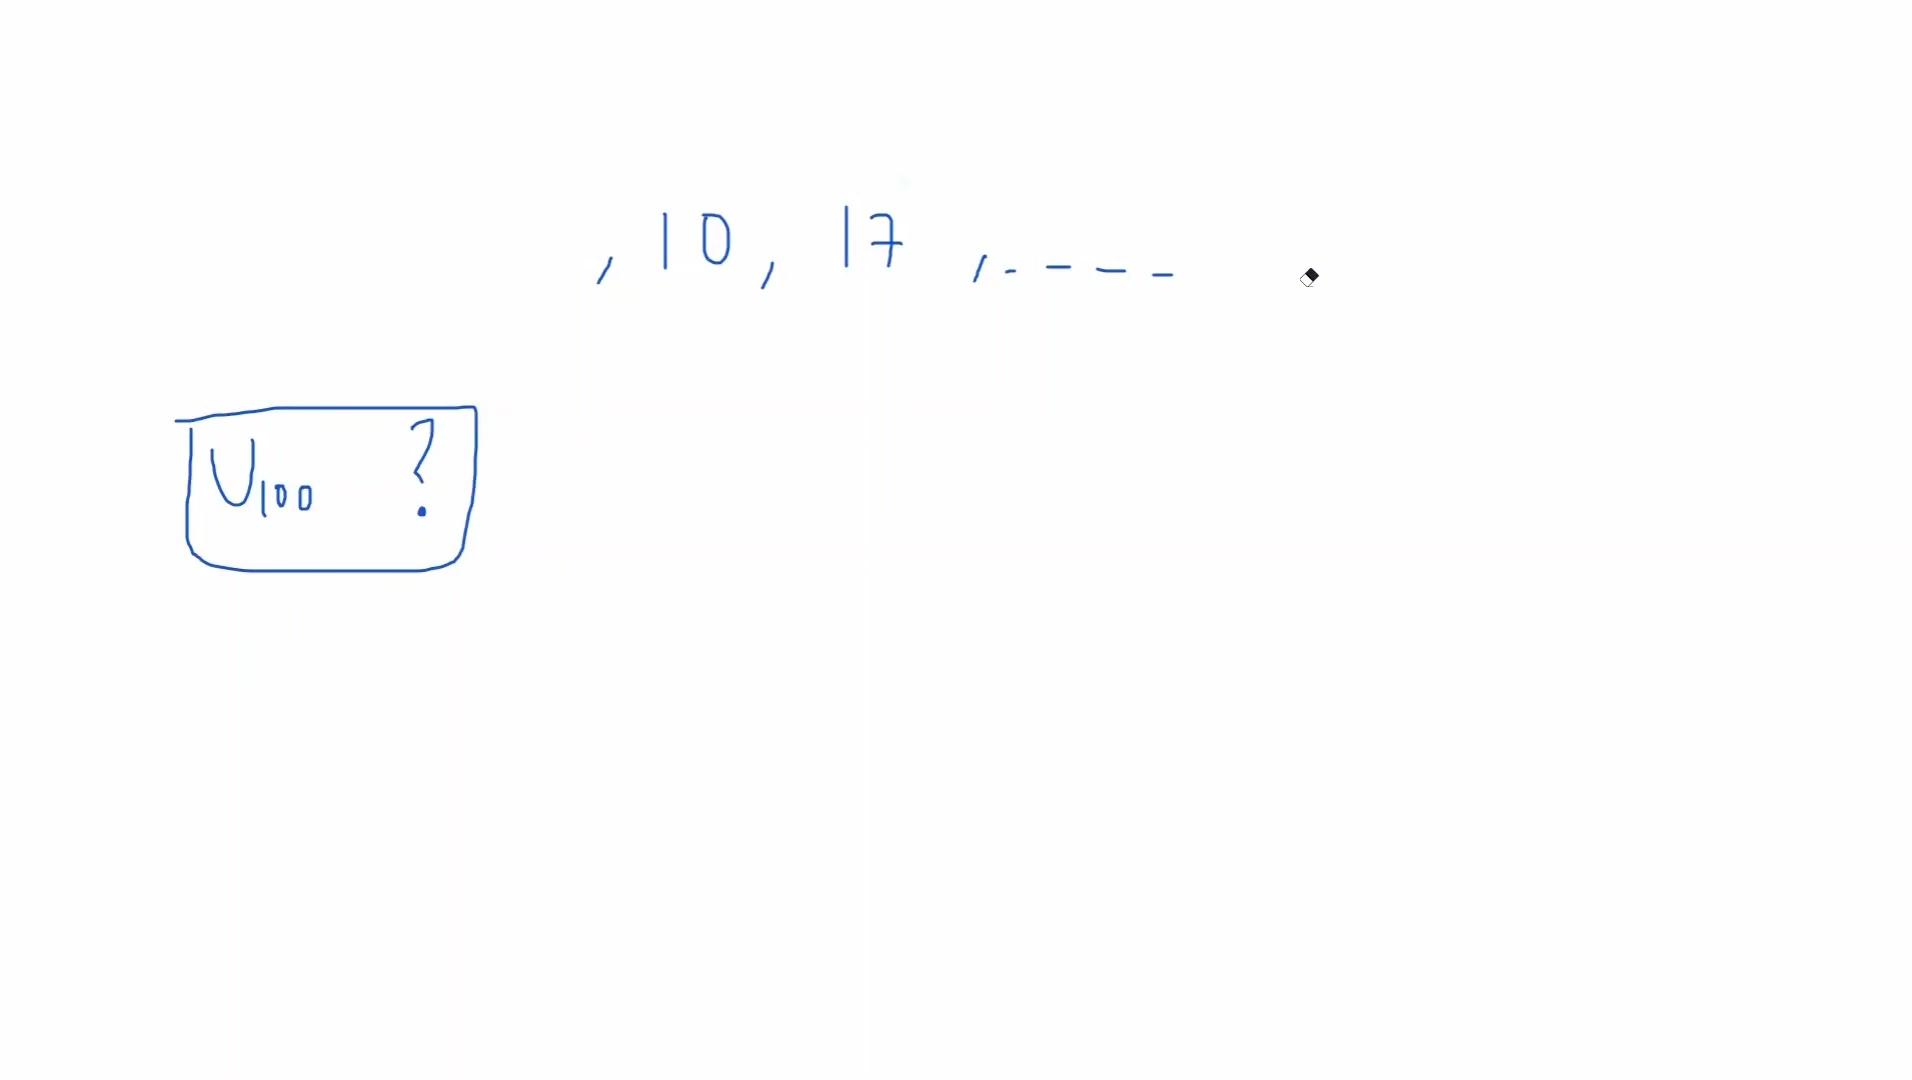 , 10, 17, - - - -
U₁₀₀ ?